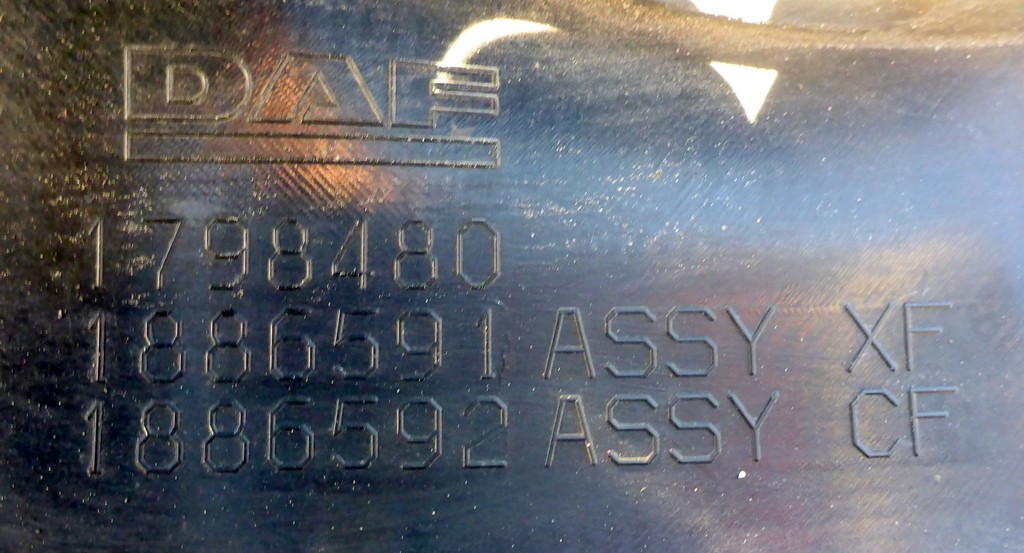 DAF
1798480
1886591 ASSY XF
1886592 ASSY CF